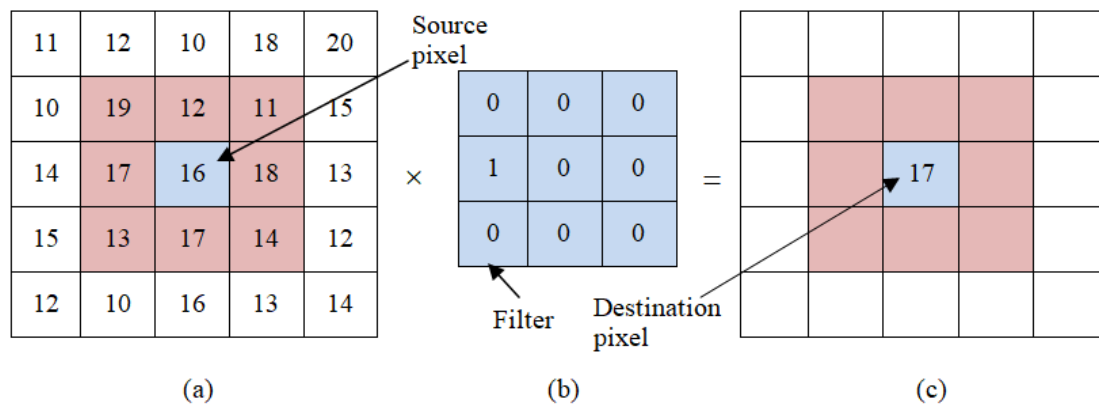 11 12 10 18 20
Source
pixel
10 19 12 11 15
0 0 0
14 17 16 18 13
×
1 0 0
=
17
15 13 17 14 12
0 0 0
12 10 16 13 14
Filter
Destination
pixel
(a)
(b)
(c)